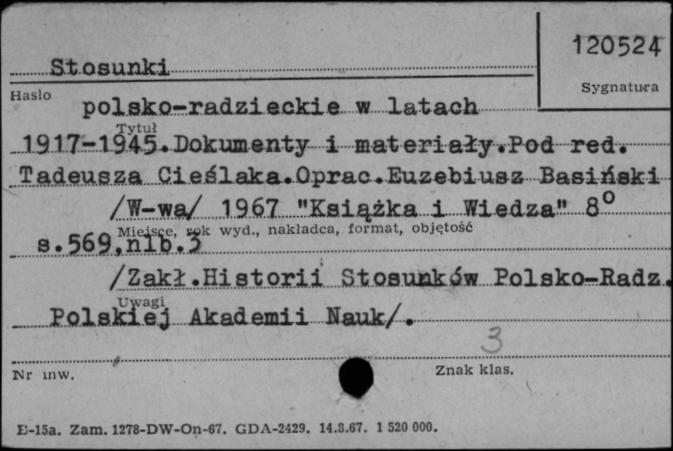 120524
Stosunki
Sygnatura
Hasło
polsko-radzieckie w latach
Tytuł
1917-1945.Dokumenty i materiały.Pod red.
Tadeusza Cieślaka.Oprac.Euzebiusz Basiński
/W-wa/ 1967 "Książka i Wiedza" 8°
Miejsce, rok wyd., nakładca, format, objętość
s.569,nlb.3
/Zakł.Historii Stosunków Polsko-Radz.
Uwagi
Polskiej Akademii Nauk/.
3
Nr inw.
Znak klas.
E-15a. Zam. 1278-DW-On-67. GDA-2429. 14.3.67. 1 520 000.